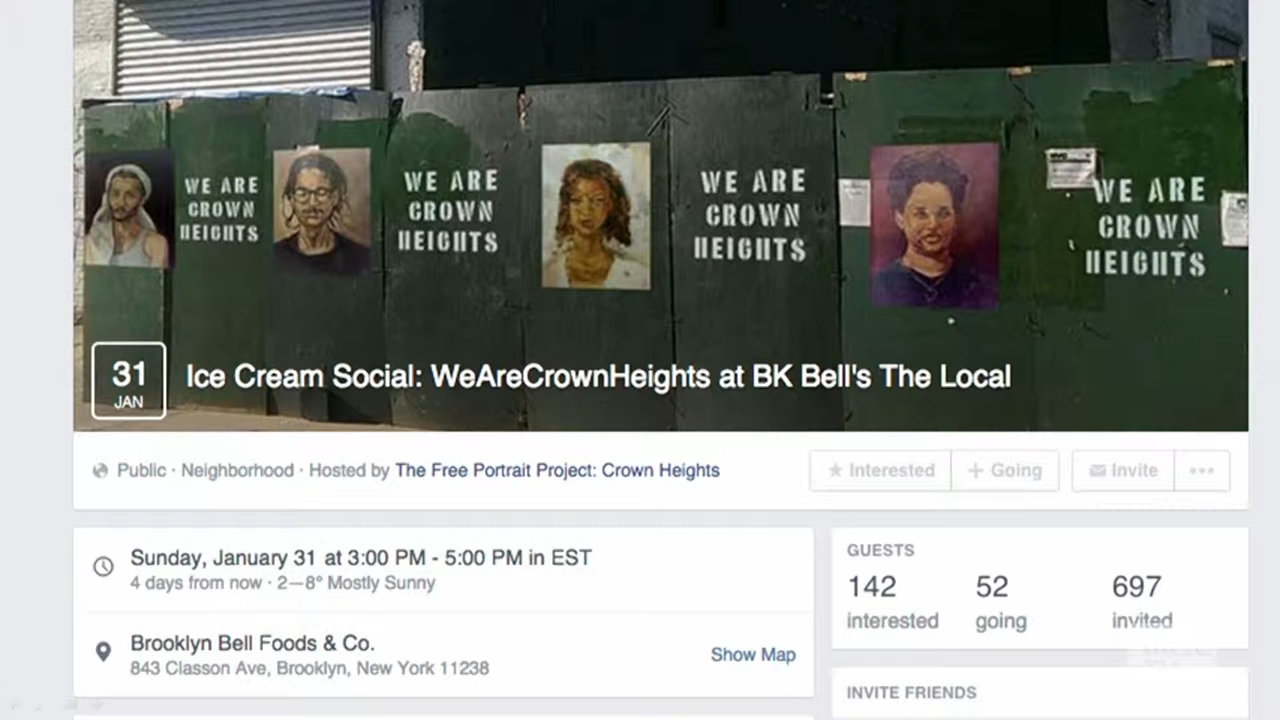 WE ARE
CROWN
HEIGHTS
WE ARE
CROWN
HEIGHTS
WE ARE
CROWN
HEIGHTS
WE ARE
CROWN
HEIGHTS
31
JAN
Ice Cream Social: WeAreCrownHeights at BK Bell's The Local
Public · Neighborhood · Hosted by The Free Portrait Project: Crown Heights
Interested
Going
Invite
Sunday, January 31 at 3:00 PM - 5:00 PM in EST
4 days from now · 2—8° Mostly Sunny
Brooklyn Bell Foods & Co.
843 Classon Ave, Brooklyn, New York 11238
Show Map
GUESTS
142 52 697
interested going invited
INVITE FRIENDS